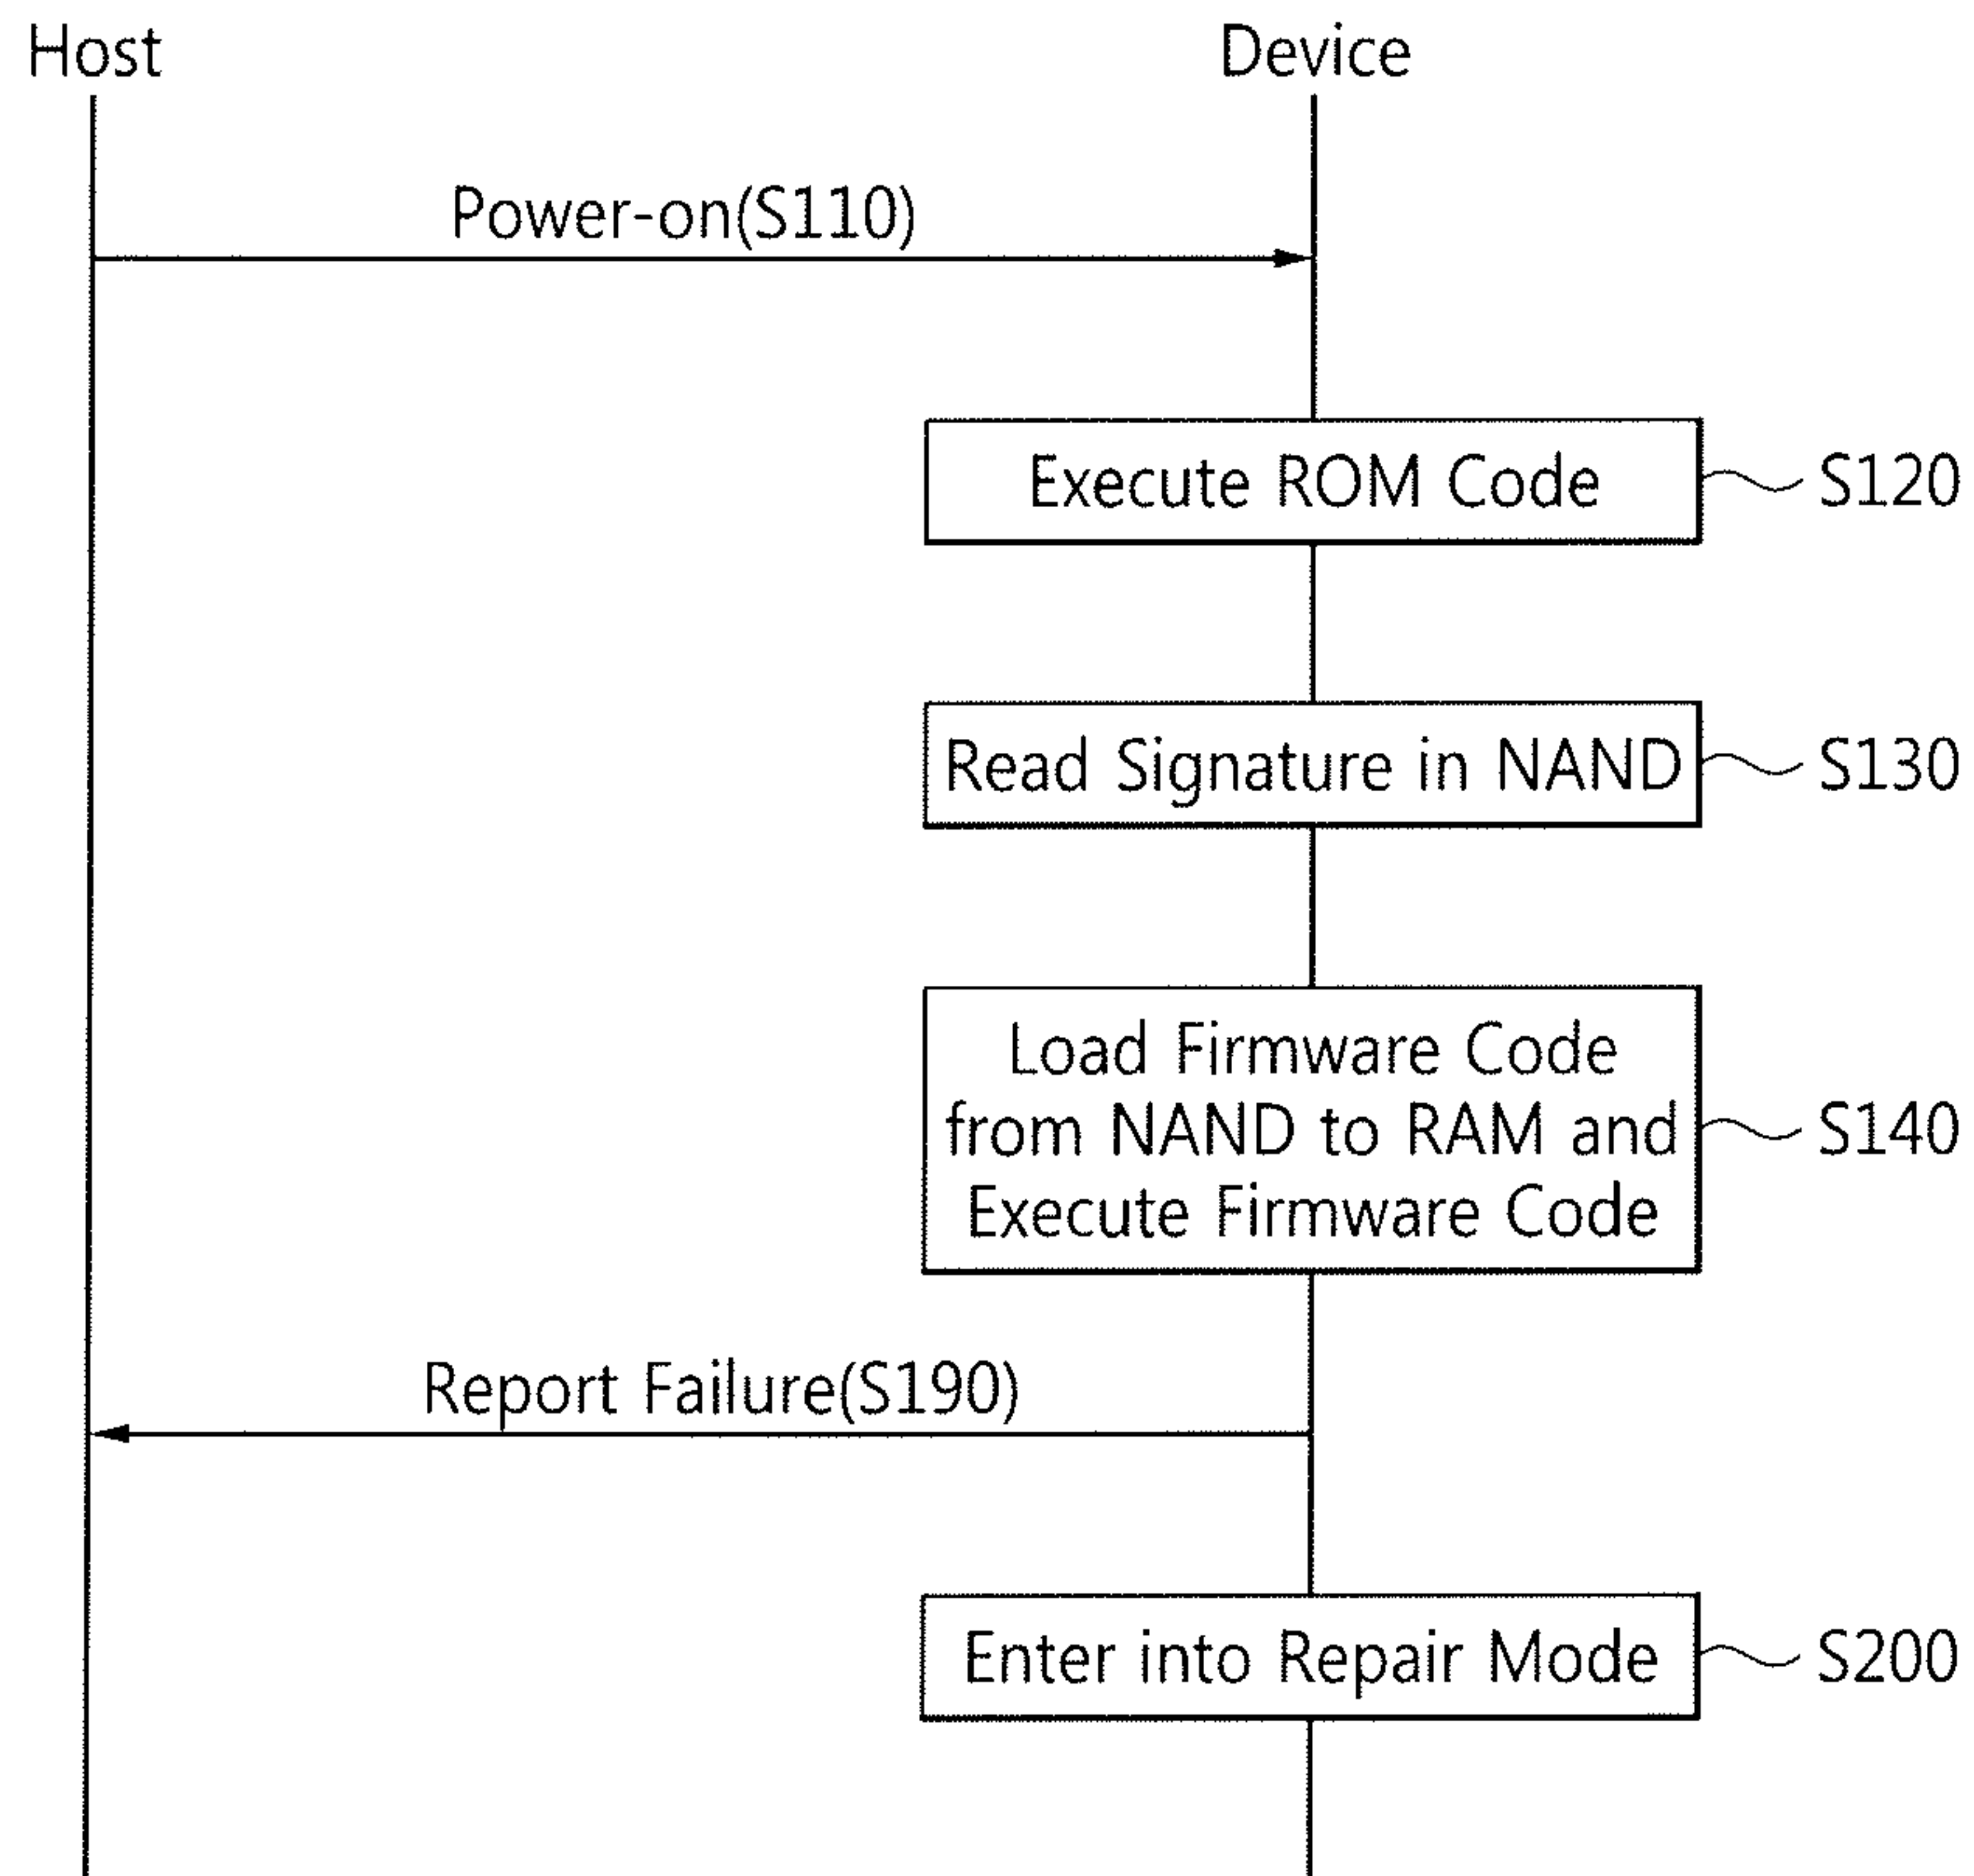 Host
Device
Power-on(S110)
Execute ROM Code
S120
Read Signature in NAND
S130
Load Firmware Code
from NAND to RAM and
Execute Firmware Code
S140
Report Failure(S190)
Enter into Repair Mode
S200